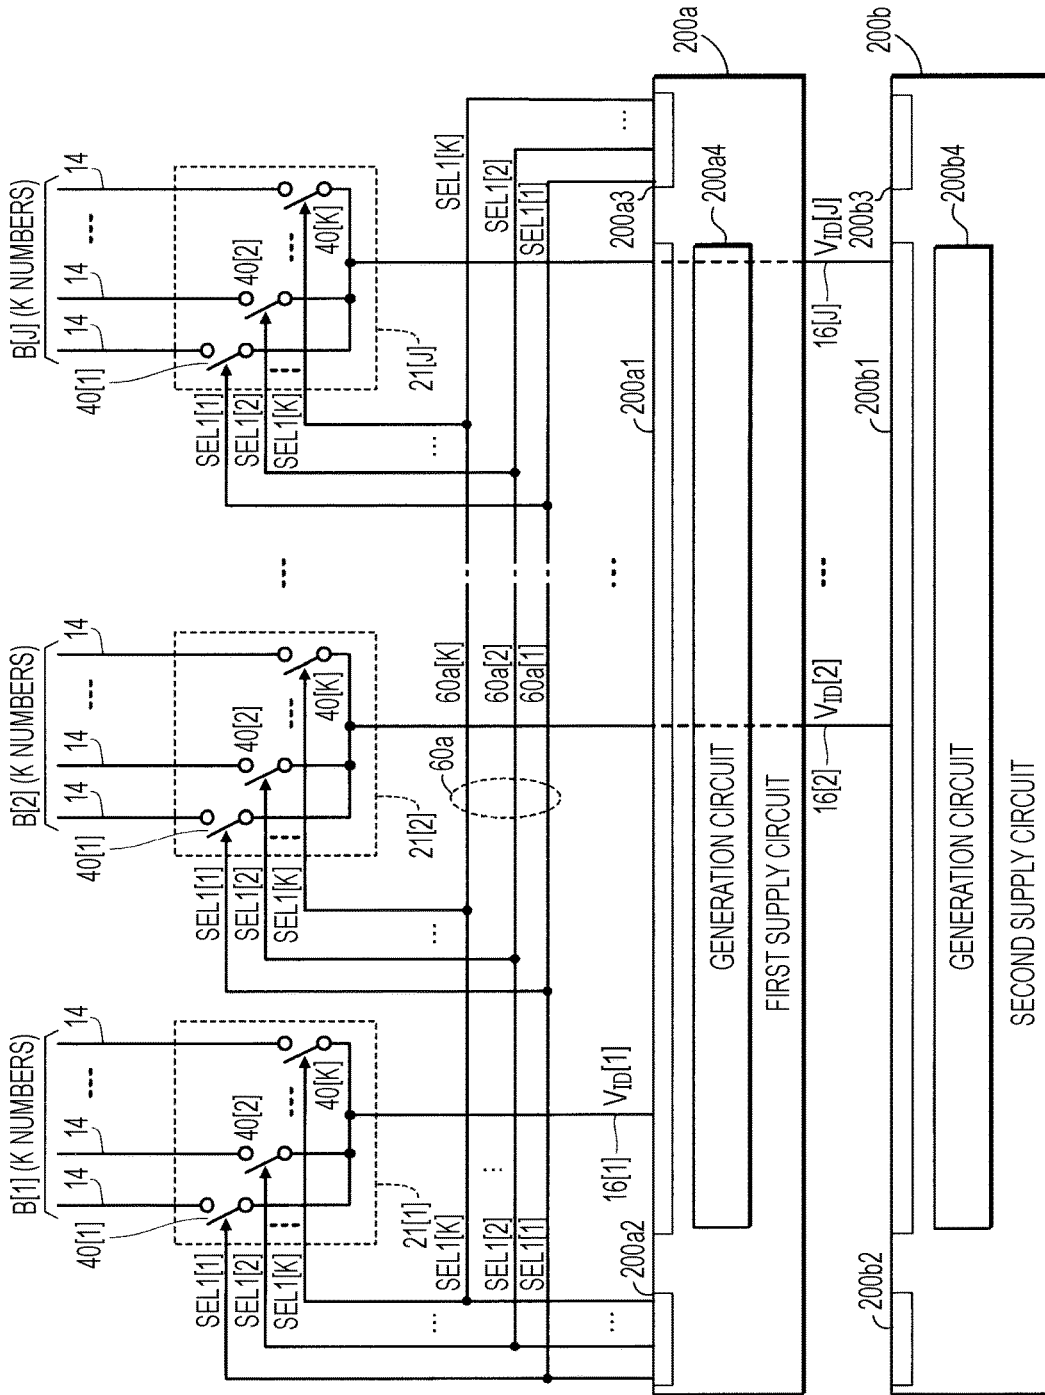 B[1] (K NUMBERS)
B[2] (K NUMBERS)
B[J] (K NUMBERS)
14 14 --- 14
14 14 --- 14
14 14 --- 14
40[1]
40[2]
40[K]
40[1]
40[2]
40[K]
40[1]
40[2]
40[K]
SEL1[1]
SEL1[2]
SEL1[K]
SEL1[1]
SEL1[2]
SEL1[K]
SEL1[1]
SEL1[2]
SEL1[K]
21[1]
21[2]
21[J]
60a
SEL1[K]
SEL1[2]
SEL1[1]
60a[K]
60a[2]
60a[1]
SEL1[K]
SEL1[2]
SEL1[1]
16[1]
VID[1]
200a2
200a1
200a3
200a
GENERATION CIRCUIT
200a4
FIRST SUPPLY CIRCUIT
16[2]
VID[2]
16[J]
VID[J]
200b2
200b1
200b3
200b
GENERATION CIRCUIT
200b4
SECOND SUPPLY CIRCUIT